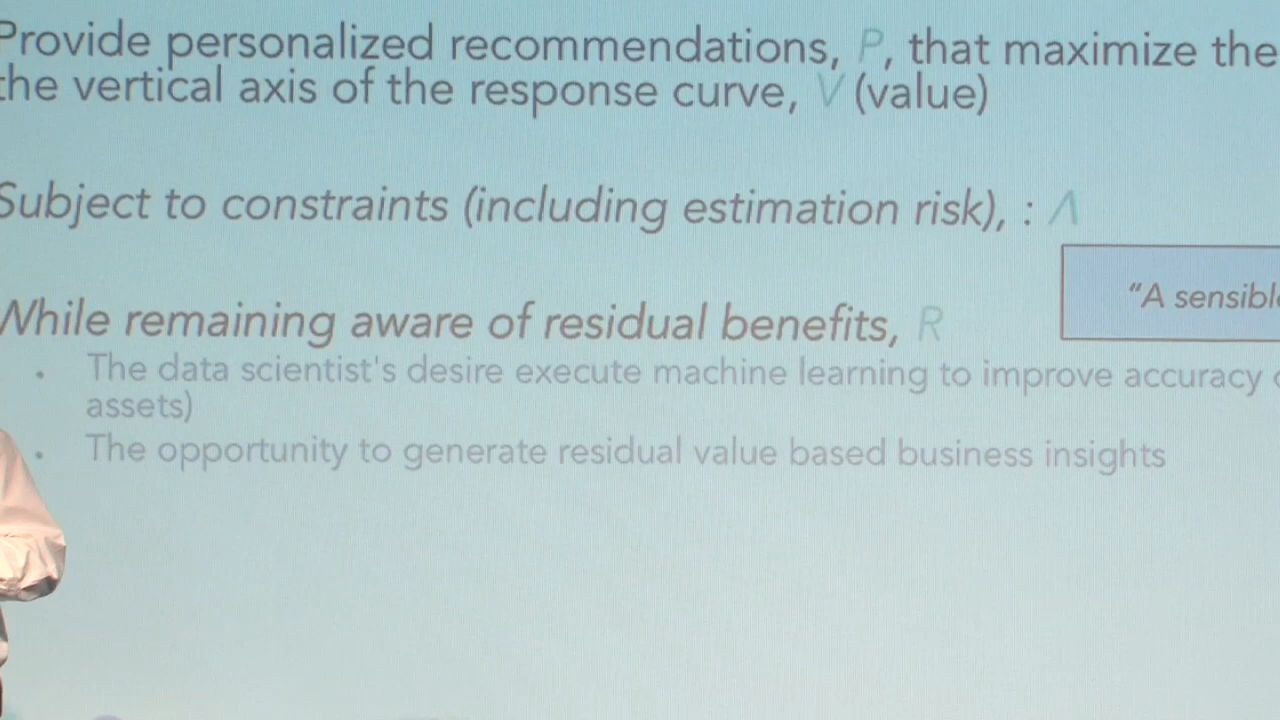 Provide personalized recommendations, P, that maximize the
the vertical axis of the response curve, V (value)
Subject to constraints (including estimation risk), : Λ
"A sensibl
While remaining aware of residual benefits, R
• The data scientist's desire execute machine learning to improve accuracy
assets)
• The opportunity to generate residual value based business insights